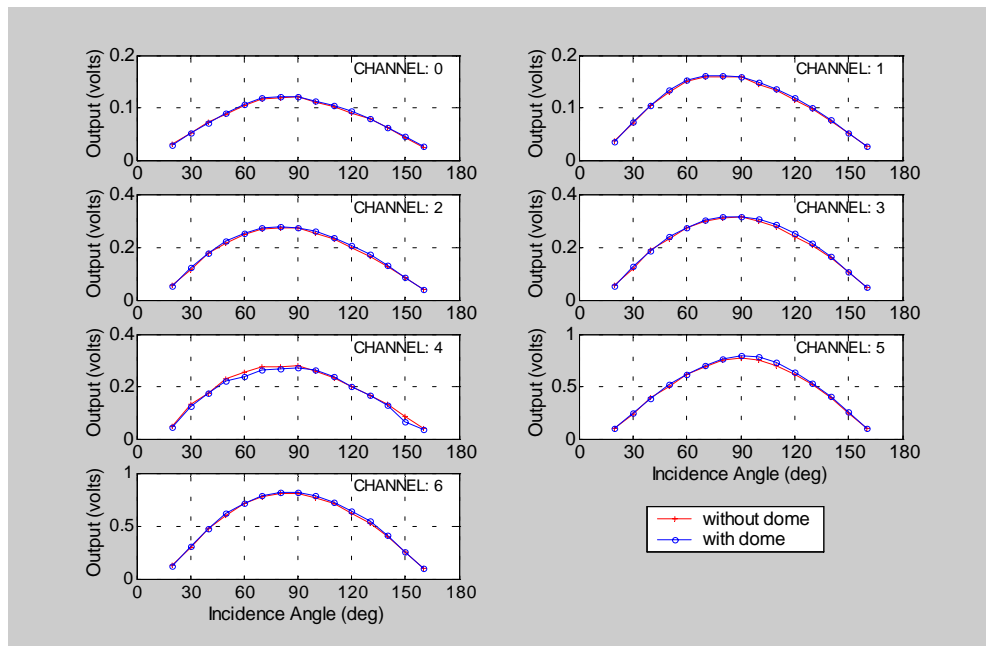 CHANNEL: 0
Output (volts)
0.2
0.1
0
0 30 60 90 120 150 180
CHANNEL: 1
Output (volts)
0.2
0.1
0
0 30 60 90 120 150 180
CHANNEL: 2
Output (volts)
0.4
0.2
0
0 30 60 90 120 150 180
CHANNEL: 3
Output (volts)
0.4
0.2
0
0 30 60 90 120 150 180
CHANNEL: 4
Output (volts)
0.4
0.2
0
0 30 60 90 120 150 180
CHANNEL: 5
Output (volts)
1
0.5
0
0 30 60 90 120 150 180
Incidence Angle (deg)
CHANNEL: 6
Output (volts)
1
0.5
0
0 30 60 90 120 150 180
Incidence Angle (deg)
without dome
with dome